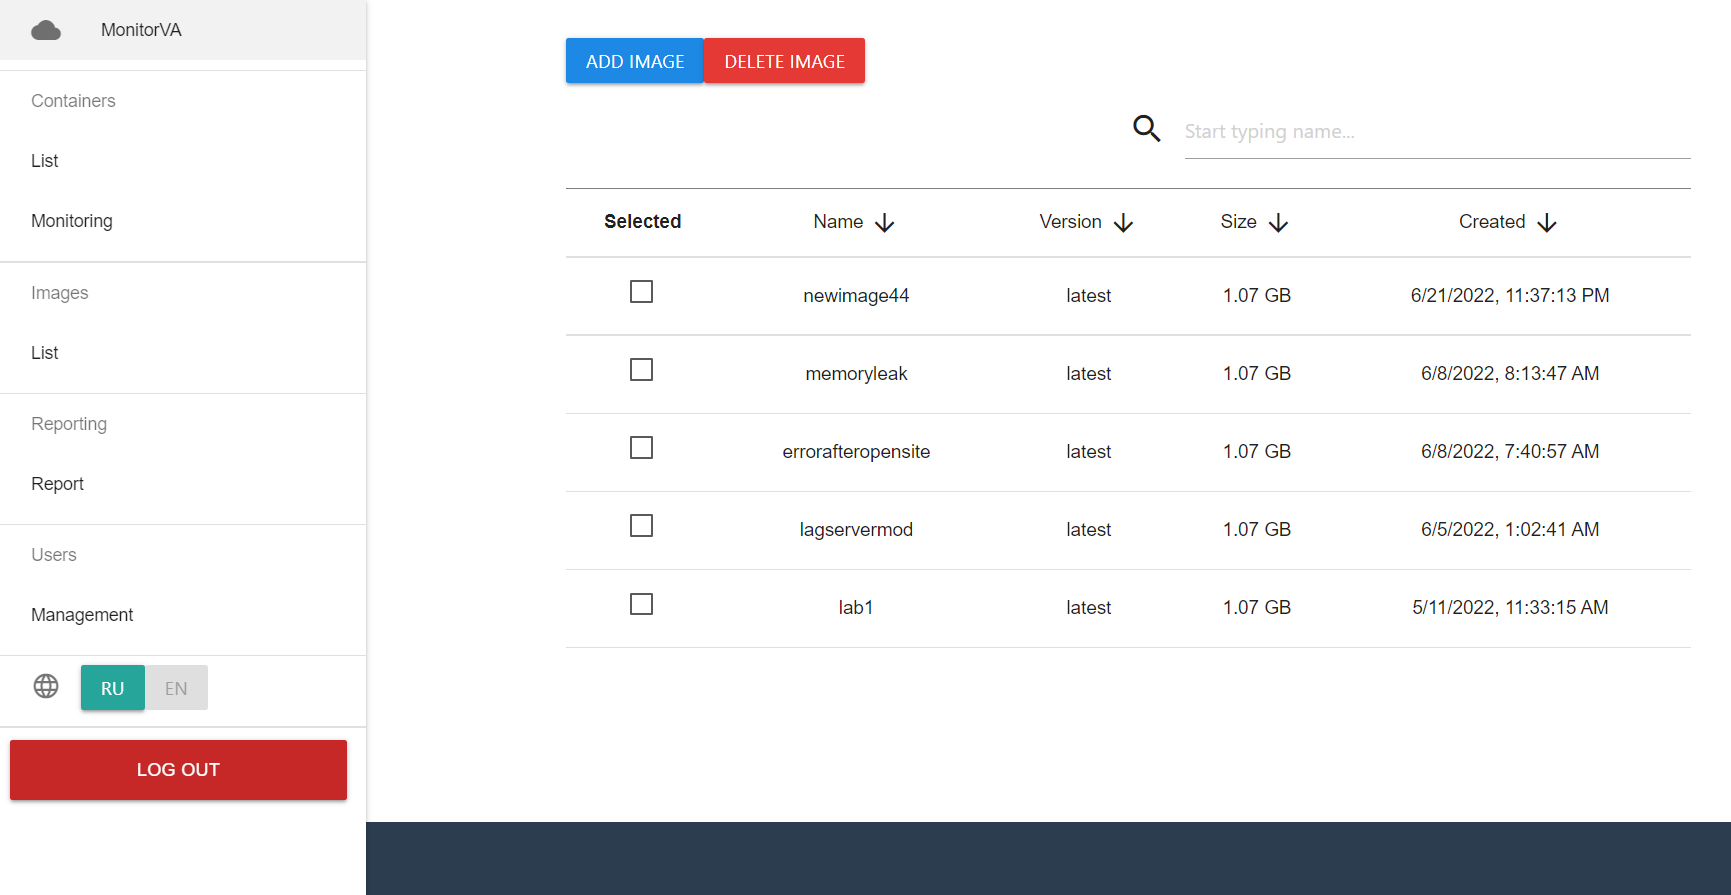 MonitorVA
Containers
List
Monitoring
Images
List
Reporting
Report
Users
Management
RU EN
LOG OUT
ADD IMAGE DELETE IMAGE
Start typing name...
Selected Name Version Size Created
newimage44 latest 1.07 GB 6/21/2022, 11:37:13 PM
memoryleak latest 1.07 GB 6/8/2022, 8:13:47 AM
errorafteropensite latest 1.07 GB 6/8/2022, 7:40:57 AM
lagservermod latest 1.07 GB 6/5/2022, 1:02:41 AM
lab1 latest 1.07 GB 5/11/2022, 11:33:15 AM